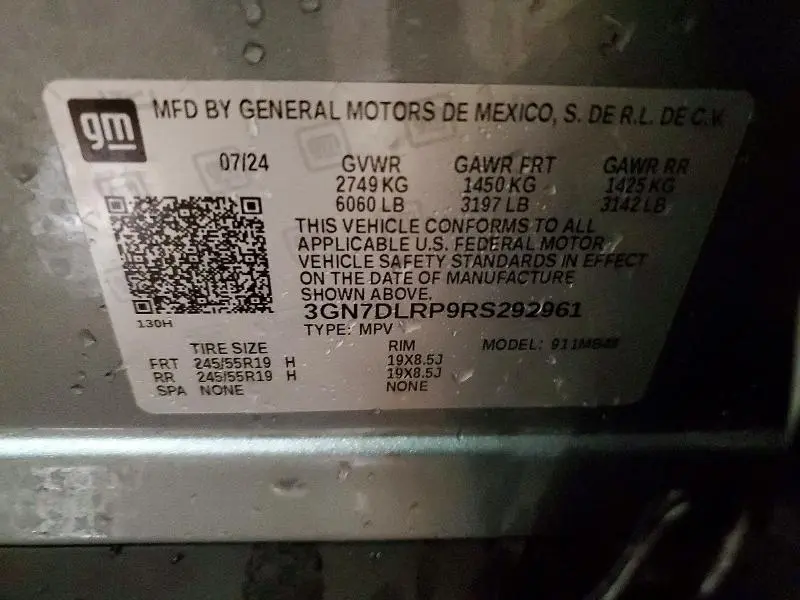 gm
MFD BY GENERAL MOTORS DE MEXICO, S. DE R.L. DE C.V.
07/24 GVWR GAWR FRT GAWR RR
2749 KG 1450 KG 1425 KG
6060 LB 3197 LB 3142 LB
THIS VEHICLE CONFORMS TO ALL
APPLICABLE U.S. FEDERAL MOTOR
VEHICLE SAFETY STANDARDS IN EFFECT
ON THE DATE OF MANUFACTURE
SHOWN ABOVE.
3GN7DLRP9RS292961
130H
TYPE: MPV
TIRE SIZE RIM MODEL:
FRT 245/55R19 H 19X8.5J
RR 245/55R19 H 19X8.5J
SPA NONE NONE